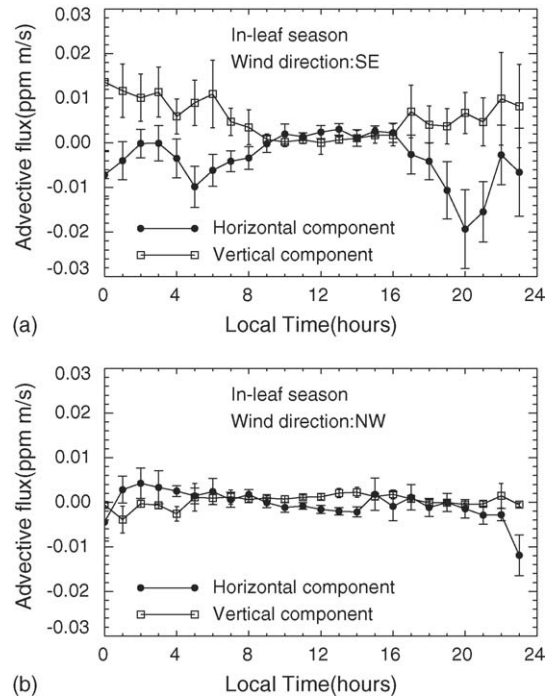 0.03
0.02
0.01
0.00
-0.01
-0.02
-0.03
Advective flux(ppm m/s)
In-leaf season
Wind direction:SE
Horizontal component
Vertical component
0 4 8 12 16 20 24
(a) Local Time(hours)
0.03
0.02
0.01
0.00
-0.01
-0.02
-0.03
Advective flux(ppm m/s)
In-leaf season
Wind direction:NW
Horizontal component
Vertical component
0 4 8 12 16 20 24
(b) Local Time(hours)